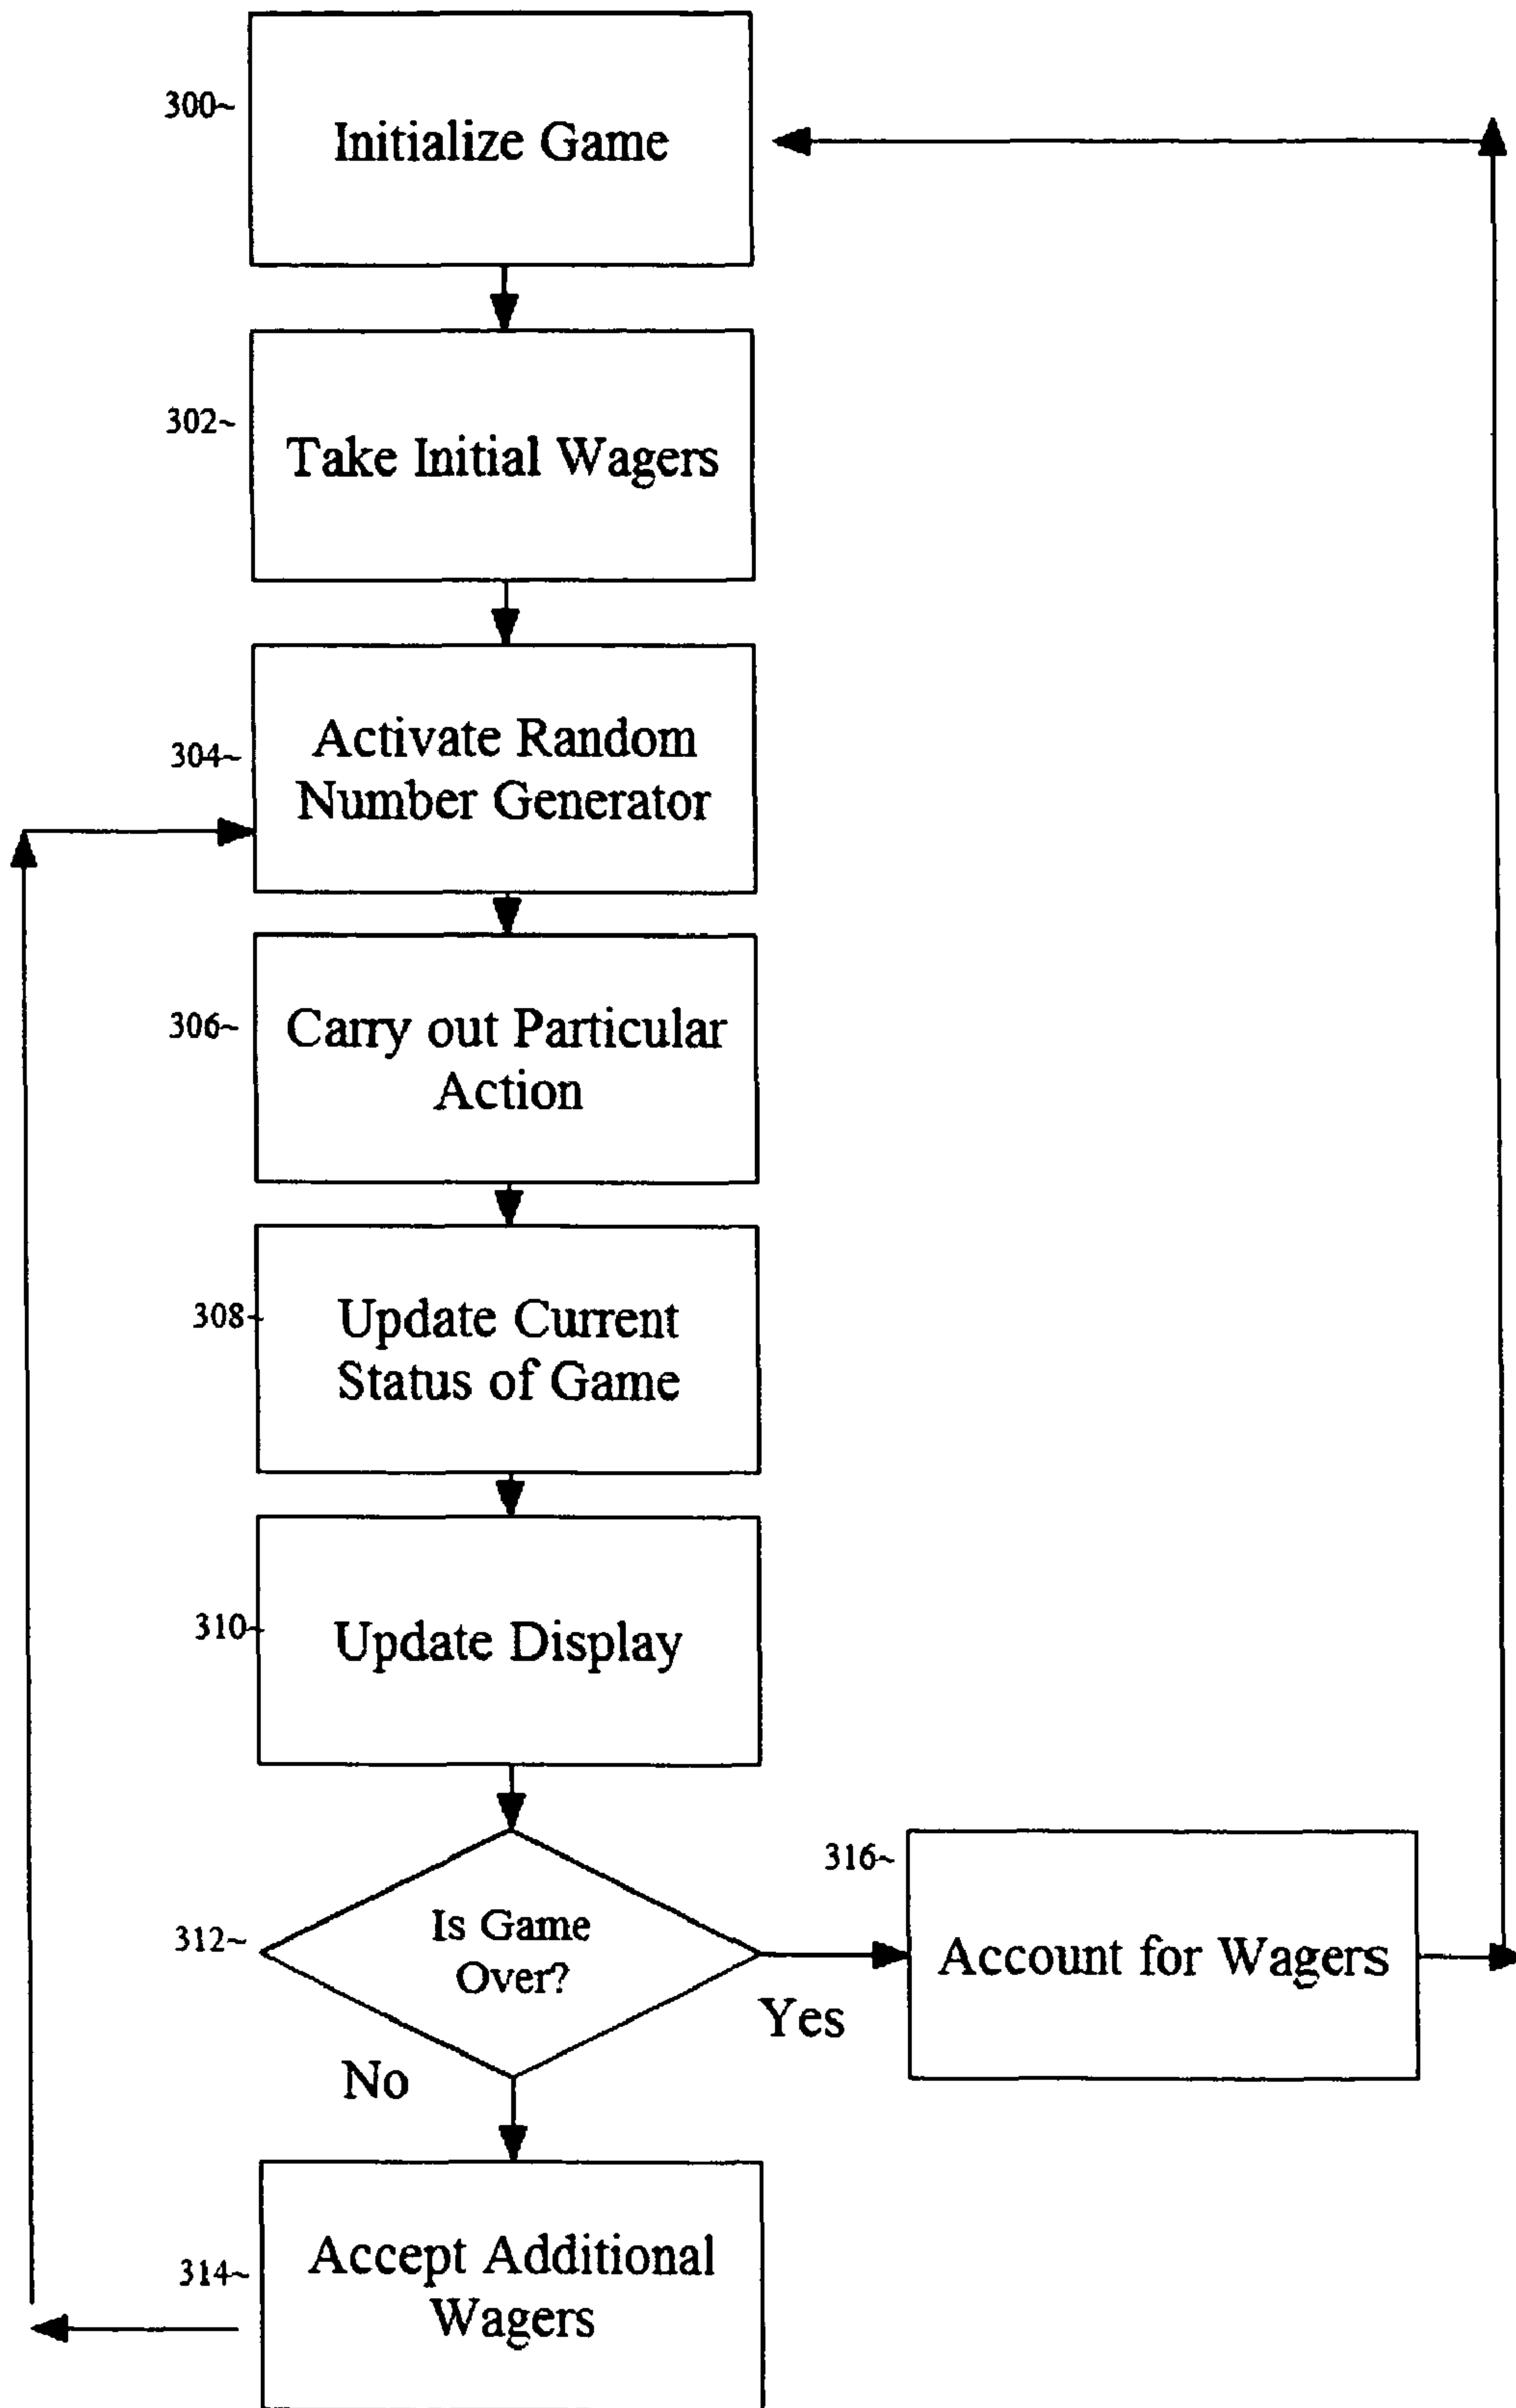 300~
Initialize Game
302~
Take Initial Wagers
304~
Activate Random
Number Generator
306~
Carry out Particular
Action
308~
Update Current
Status of Game
310~
Update Display
312~
Is Game
Over?
Yes
316~
Account for Wagers
No
314~
Accept Additional
Wagers